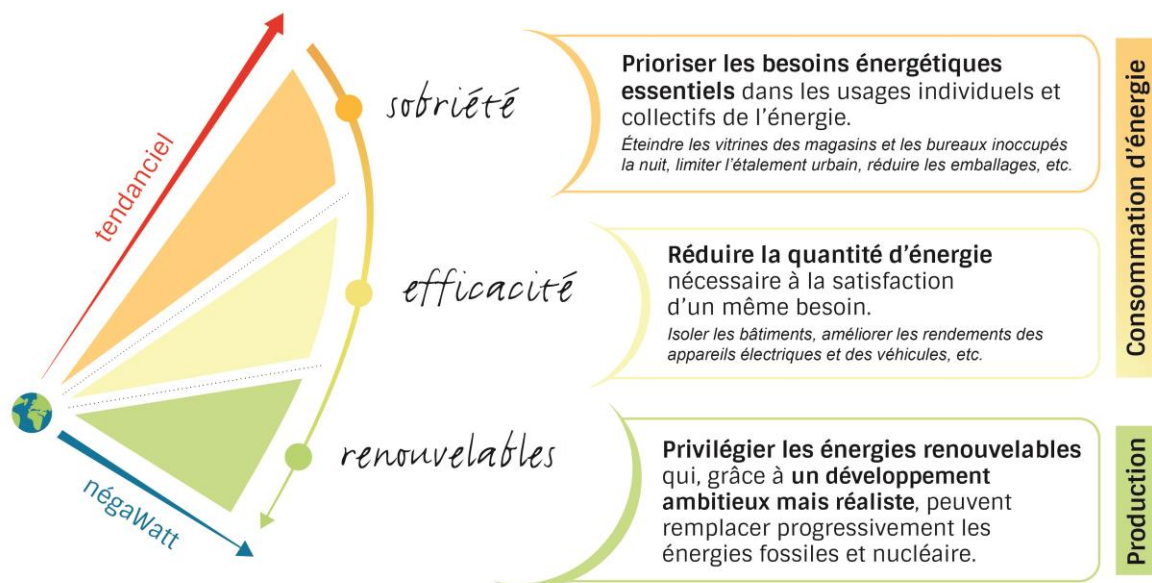 tendanciel
négaWatt
sobriété
Prioriser les besoins énergétiques
essentiels dans les usages individuels et
collectifs de l’énergie.
Éteindre les vitrines des magasins et les bureaux inoccupés
la nuit, limiter l’étalement urbain, réduire les emballages, etc.
efficacité
Réduire la quantité d’énergie
nécessaire à la satisfaction
d’un même besoin.
Isoler les bâtiments, améliorer les rendements des
appareils électriques et des véhicules, etc.
Consommation d’énergie
renouvelables
Privilégier les énergies renouvelables
qui, grâce à un développement
ambitieux mais réaliste, peuvent
remplacer progressivement les
énergies fossiles et nucléaire.
Production